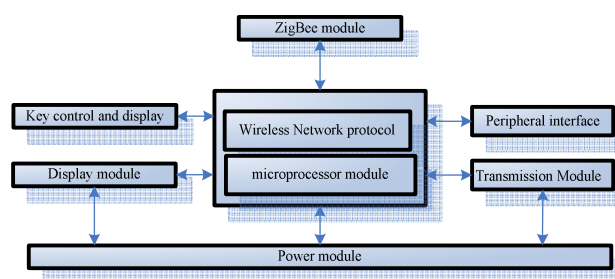 ZigBee module
Key control and display
Wireless Network protocol
Peripheral interface
Display module
microprocessor module
Transmission Module
Power module